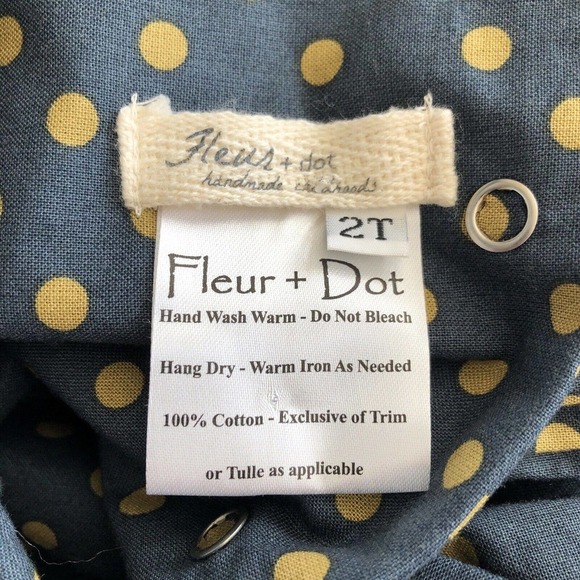 Fleur + dot
handmade
2T
Fleur + Dot
Hand Wash Warm - Do Not Bleach
Hang Dry - Warm Iron As Needed
100% Cotton - Exclusive of Trim
or Tulle as applicable